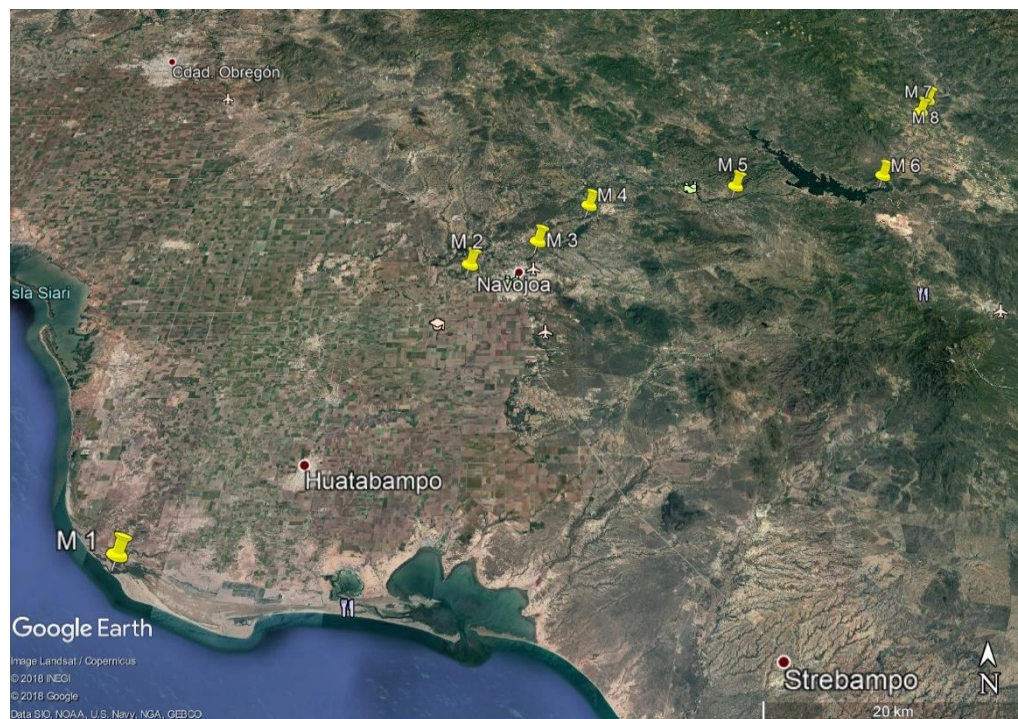 Cdad. Obregón
M 7
M 8
M 5
M 6
M 4
M 2
M 3
Navojoa
sla Siari
Huatabampo
M 1
Google Earth
Image Landsat / Copernicus
© 2018 INEGI
© 2018 Google
Data SIO, NOAA, U.S. Navy, NGA, GEBCO
Strebampo
N
20 km